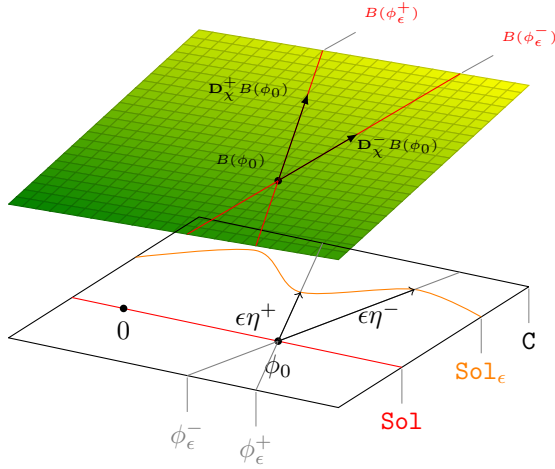 B(ϕ_ϵ^+)
B(ϕ_ϵ^-)
D_χ^+ B(ϕ_0)
D_χ^- B(ϕ_0)
B(ϕ_0)
ϵη^+
ϵη^-
0
ϕ_0
C
Sol_ϵ
Sol
ϕ_ϵ^-
ϕ_ϵ^+